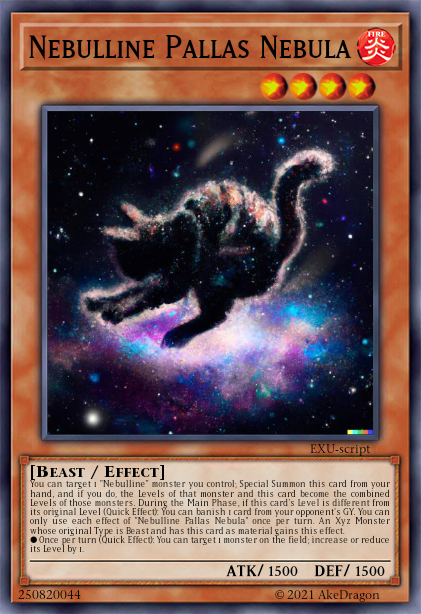 NEBULLINE PALLAS NEBULA
FIRE
炎
EXU-script
[BEAST / EFFECT]
You can target 1 "Nebulline" monster you control; Special Summon this card from your
hand, and if you do, the Levels of that monster and this card become the combined
Levels of those monsters. During the Main Phase, if this card's Level is different from
its original Level (Quick Effect): You can banish 1 card from your opponent's GY. You can
only use each effect of "Nebulline Pallas Nebula" once per turn. An Xyz Monster
whose original Type is Beast and has this card as material gains this effect.
●Once per turn (Quick Effect): You can target 1 monster on the field; increase or reduce
its Level by 1.
ATK/ 1500 DEF/ 1500
250820044 © 2021 AkeDragon